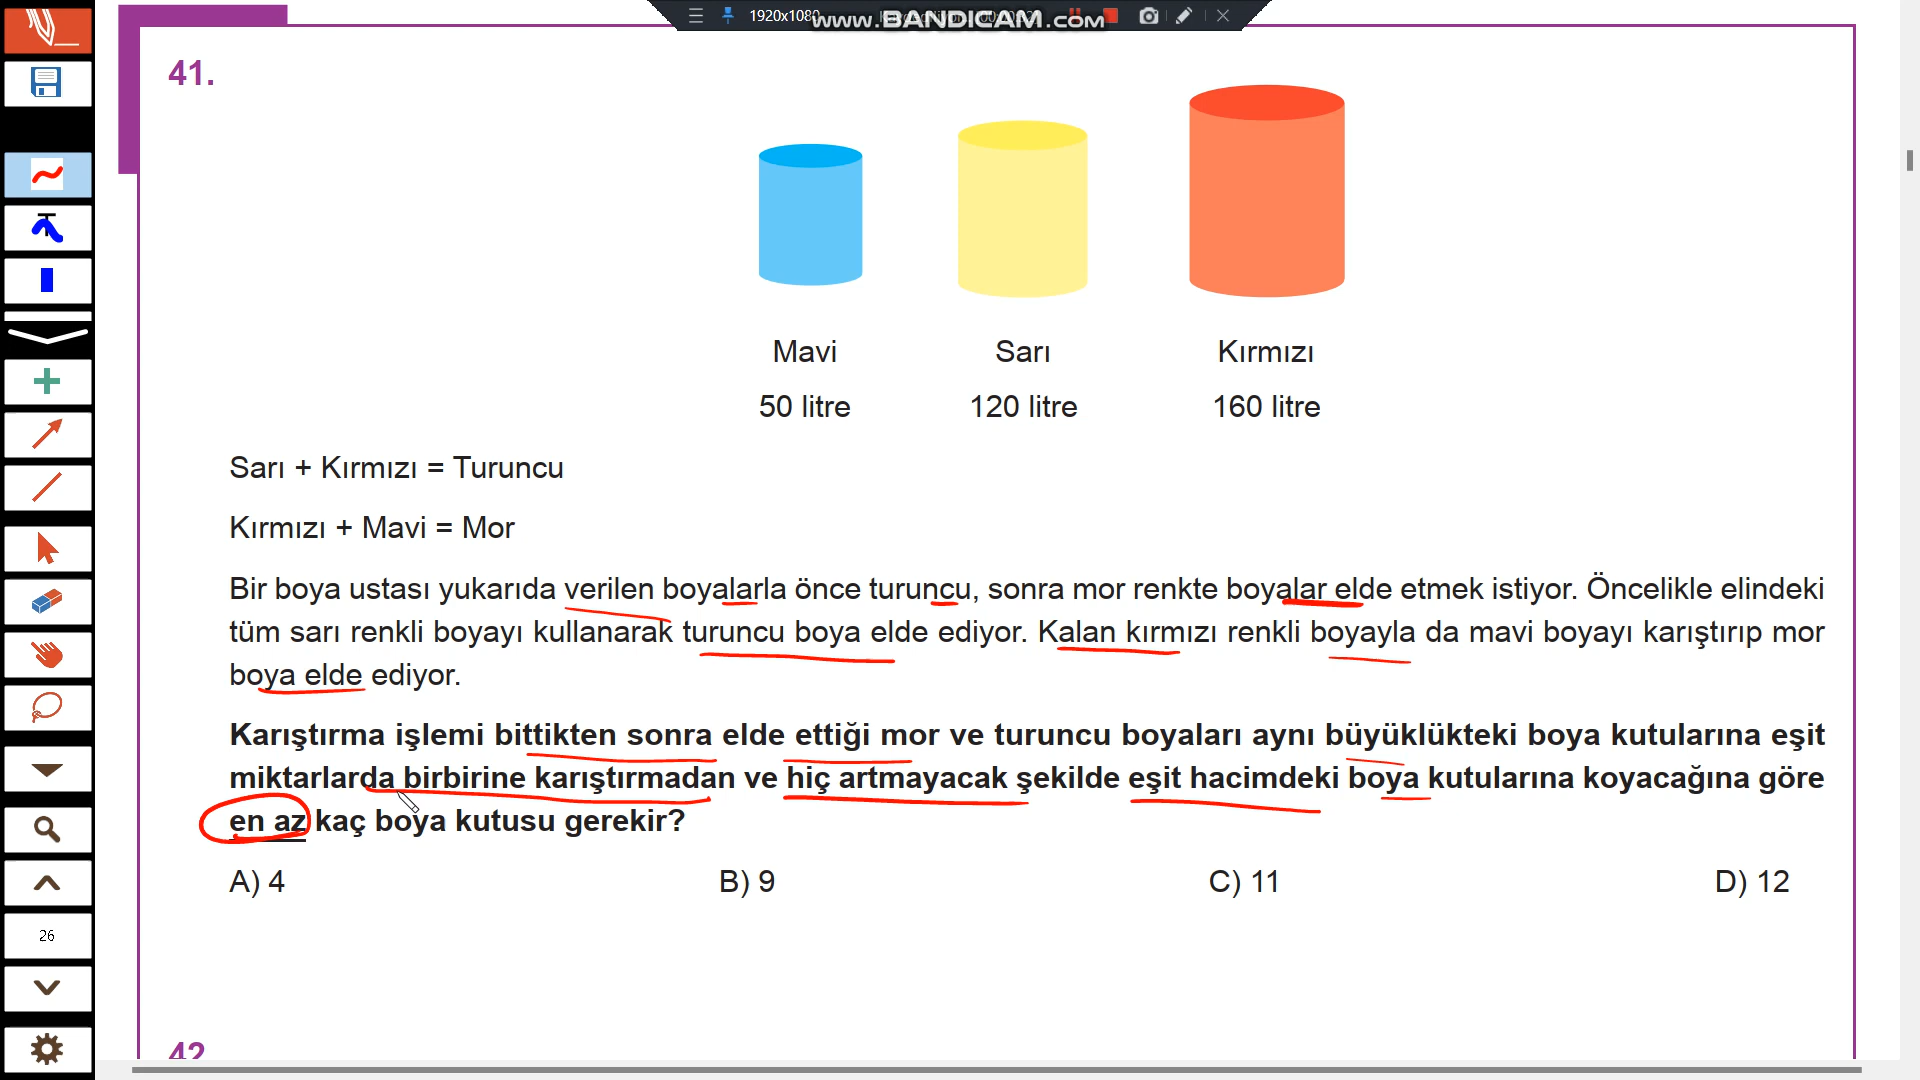 1920x1080
www.BANDICAM.com
41.
Mavi Sarı Kırmızı
50 litre 120 litre 160 litre
Sarı + Kırmızı = Turuncu
Kırmızı + Mavi = Mor
Bir boya ustası yukarıda verilen boyalarla önce turuncu, sonra mor renkte boyalar elde etmek istiyor. Öncelikle elindeki
tüm sarı renkli boyayı kullanarak turuncu boya elde ediyor. Kalan kırmızı renkli boyayla da mavi boyayı karıştırıp mor
boya elde ediyor.
Karıştırma işlemi bittikten sonra elde ettiği mor ve turuncu boyaları aynı büyüklükteki boya kutularına eşit
miktarlarda birbirine karıştırmadan ve hiç artmayacak şekilde eşit hacimdeki boya kutularına koyacağına göre
en az kaç boya kutusu gerekir?
A) 4 B) 9 C) 11 D) 12
26
42